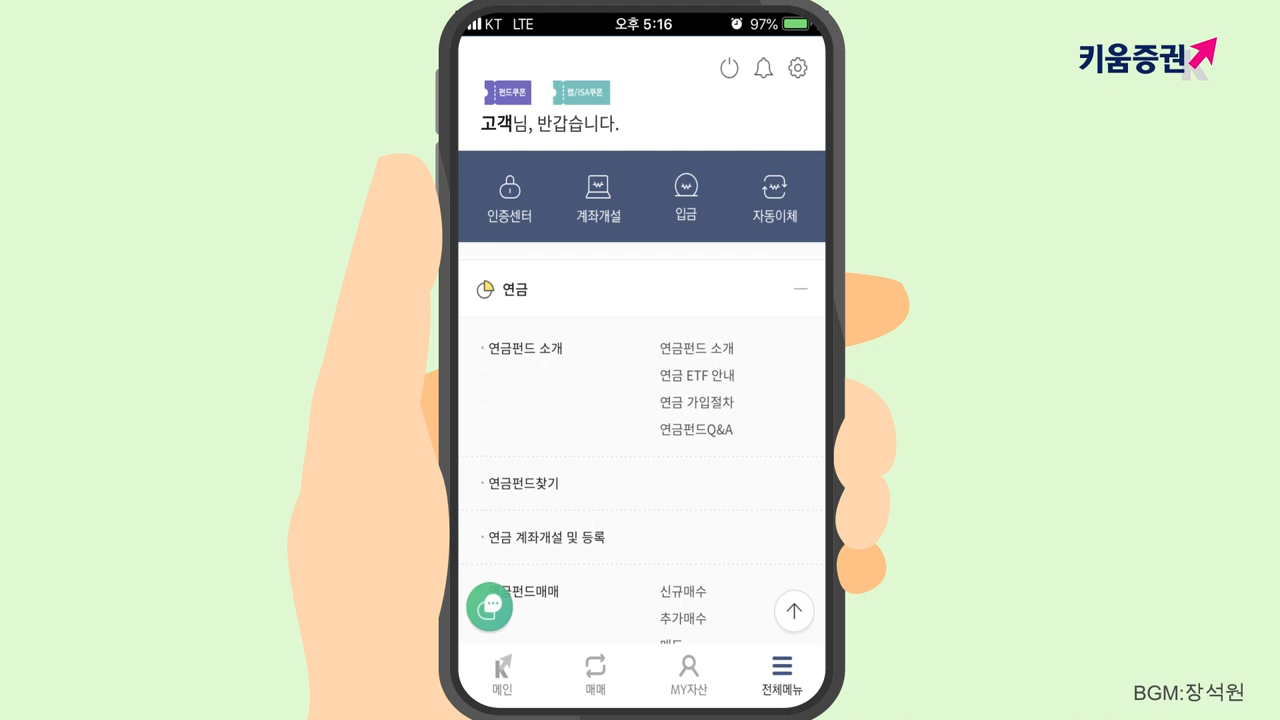 KT LTE 오후 5:16 97%
키움증권
펀드쿠폰 랩/ISA쿠폰
고객님, 반갑습니다.
인증센터 계좌개설 입금 자동이체
연금
· 연금펀드 소개 연금펀드 소개
연금 ETF 안내
연금 가입절차
연금펀드Q&A
· 연금펀드찾기
· 연금 계좌개설 및 등록
연금펀드매매 신규매수
추가매수
메인 매매 MY자산 전체메뉴
BGM:장석원